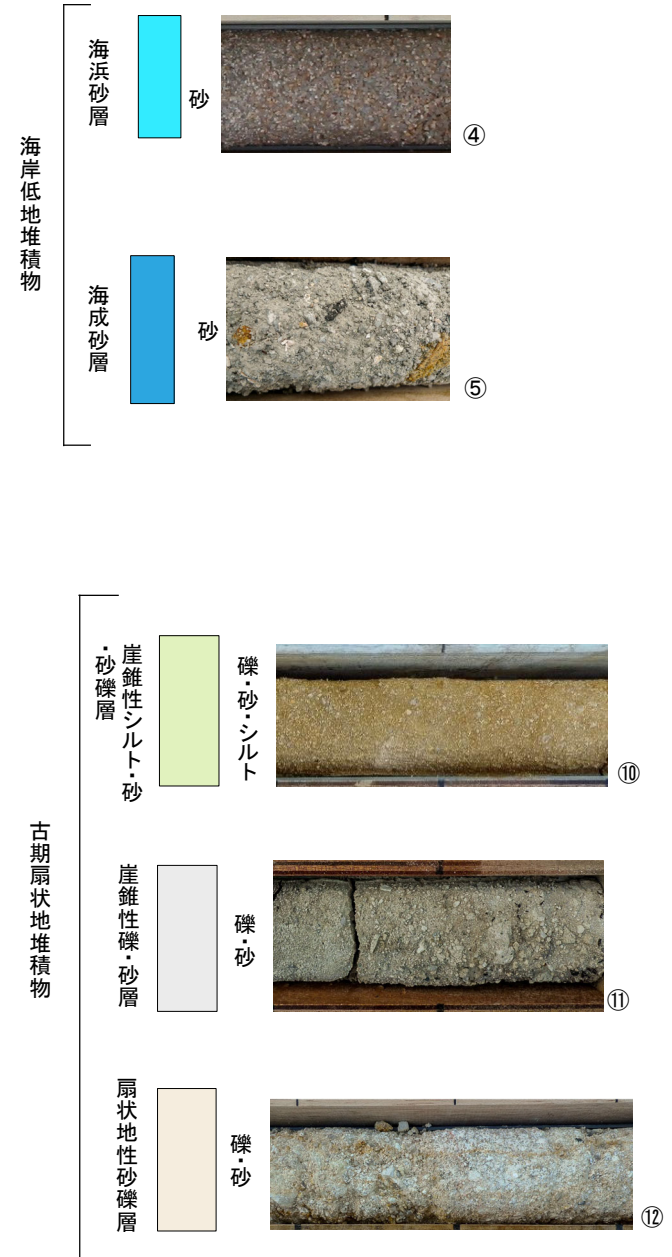 海岸低地堆積物
海浜砂層
砂
④
海成砂層
砂
⑤
古期扇状地堆積物
崖錐性シルト・砂
・砂礫層
礫・砂・シルト
⑩
崖錐性礫・砂層
礫・砂
⑪
扇状地性砂礫層
礫・砂
⑫